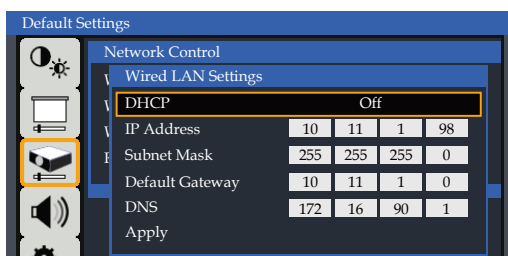 Default Settings
Network Control
Wired LAN Settings
DHCP Off
IP Address 10 11 1 98
Subnet Mask 255 255 255 0
Default Gateway 10 11 1 0
DNS 172 16 90 1
Apply